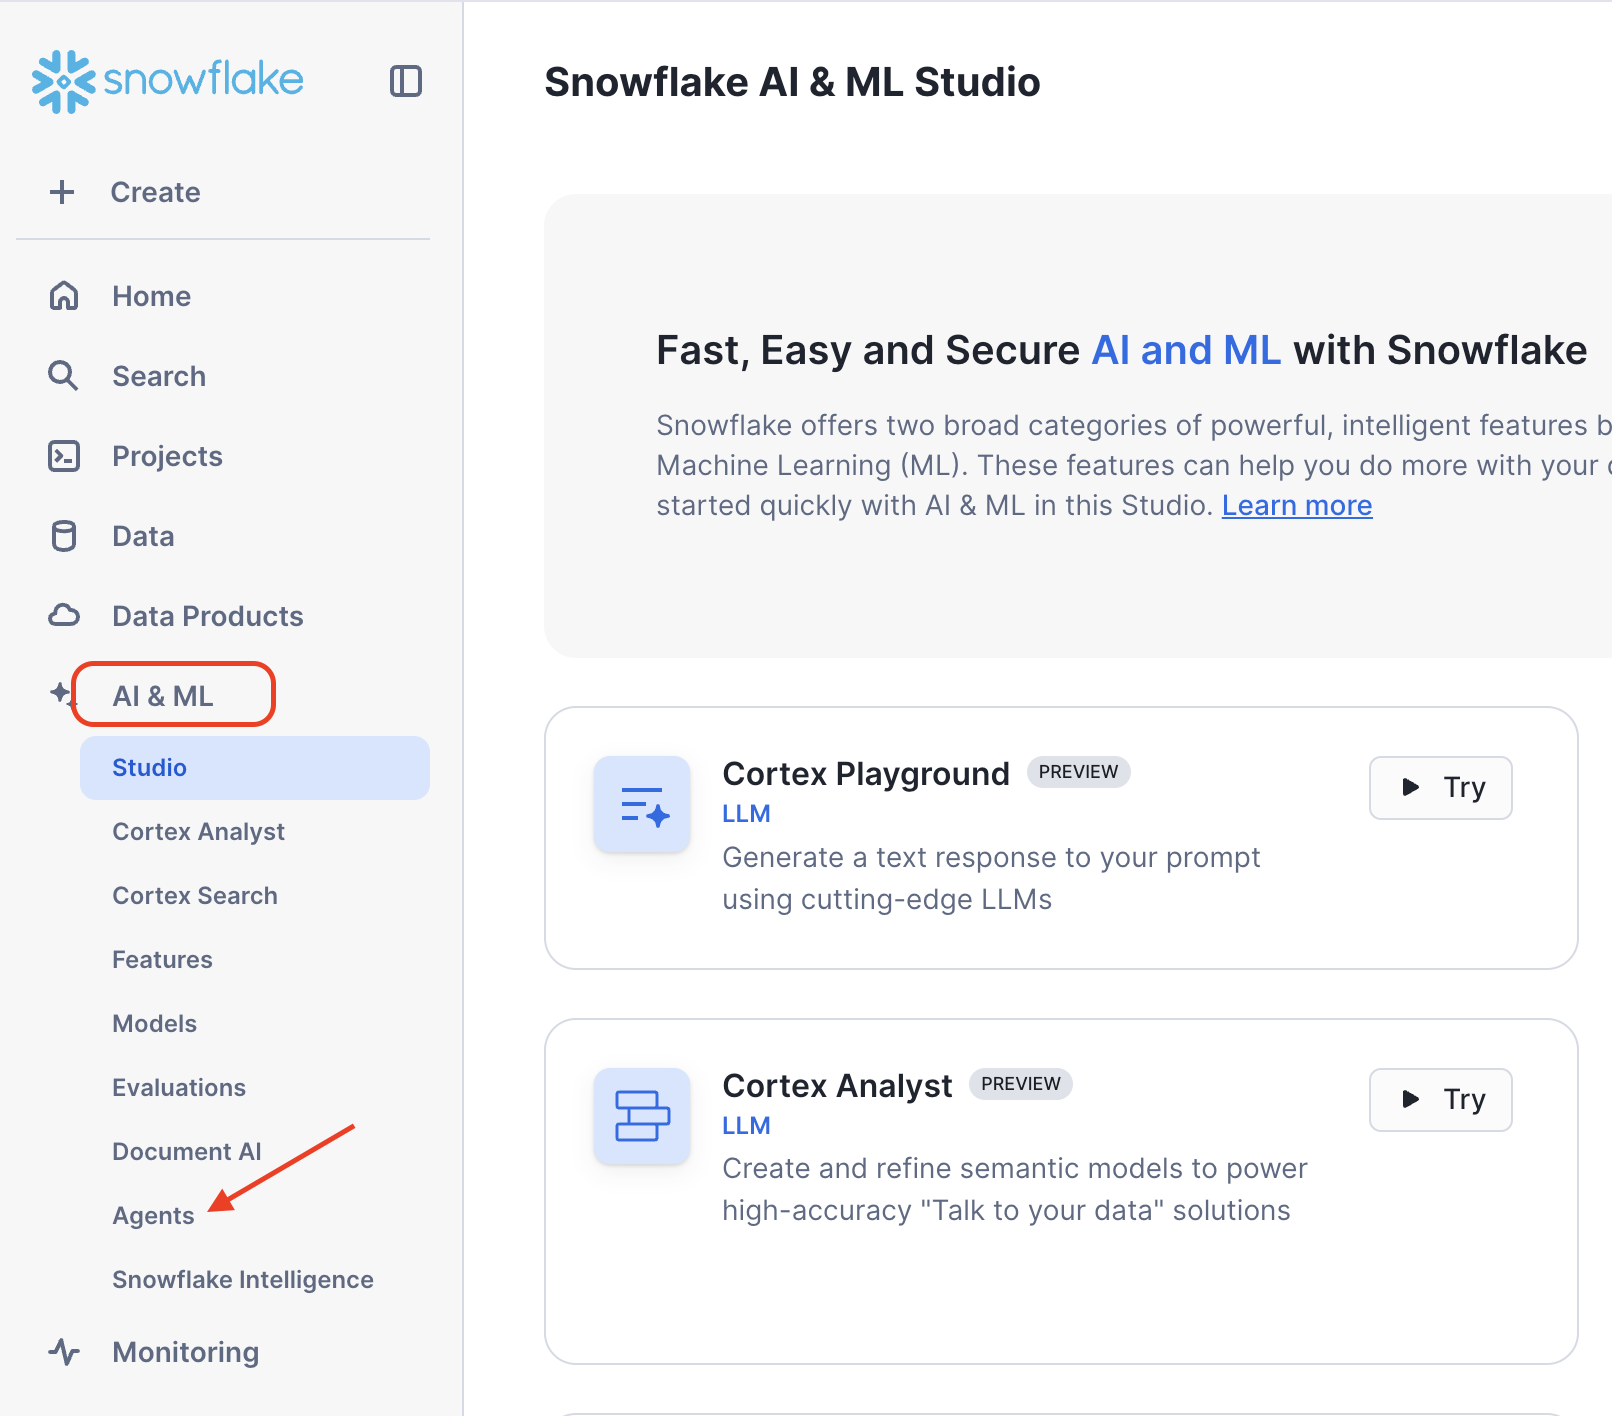 snowflake
Create
Home
Search
Projects
Data
Data Products
AI & ML
Studio
Cortex Analyst
Cortex Search
Features
Models
Evaluations
Document AI
Agents
Snowflake Intelligence
Monitoring
Snowflake AI & ML Studio
Fast, Easy and Secure AI and ML with Snowflake
Snowflake offers two broad categories of powerful, intelligent features b
Machine Learning (ML). These features can help you do more with your
started quickly with AI & ML in this Studio. Learn more
Cortex Playground PREVIEW
LLM
Generate a text response to your prompt
using cutting-edge LLMs
Try
Cortex Analyst PREVIEW
LLM
Create and refine semantic models to power
high-accuracy "Talk to your data" solutions
Try